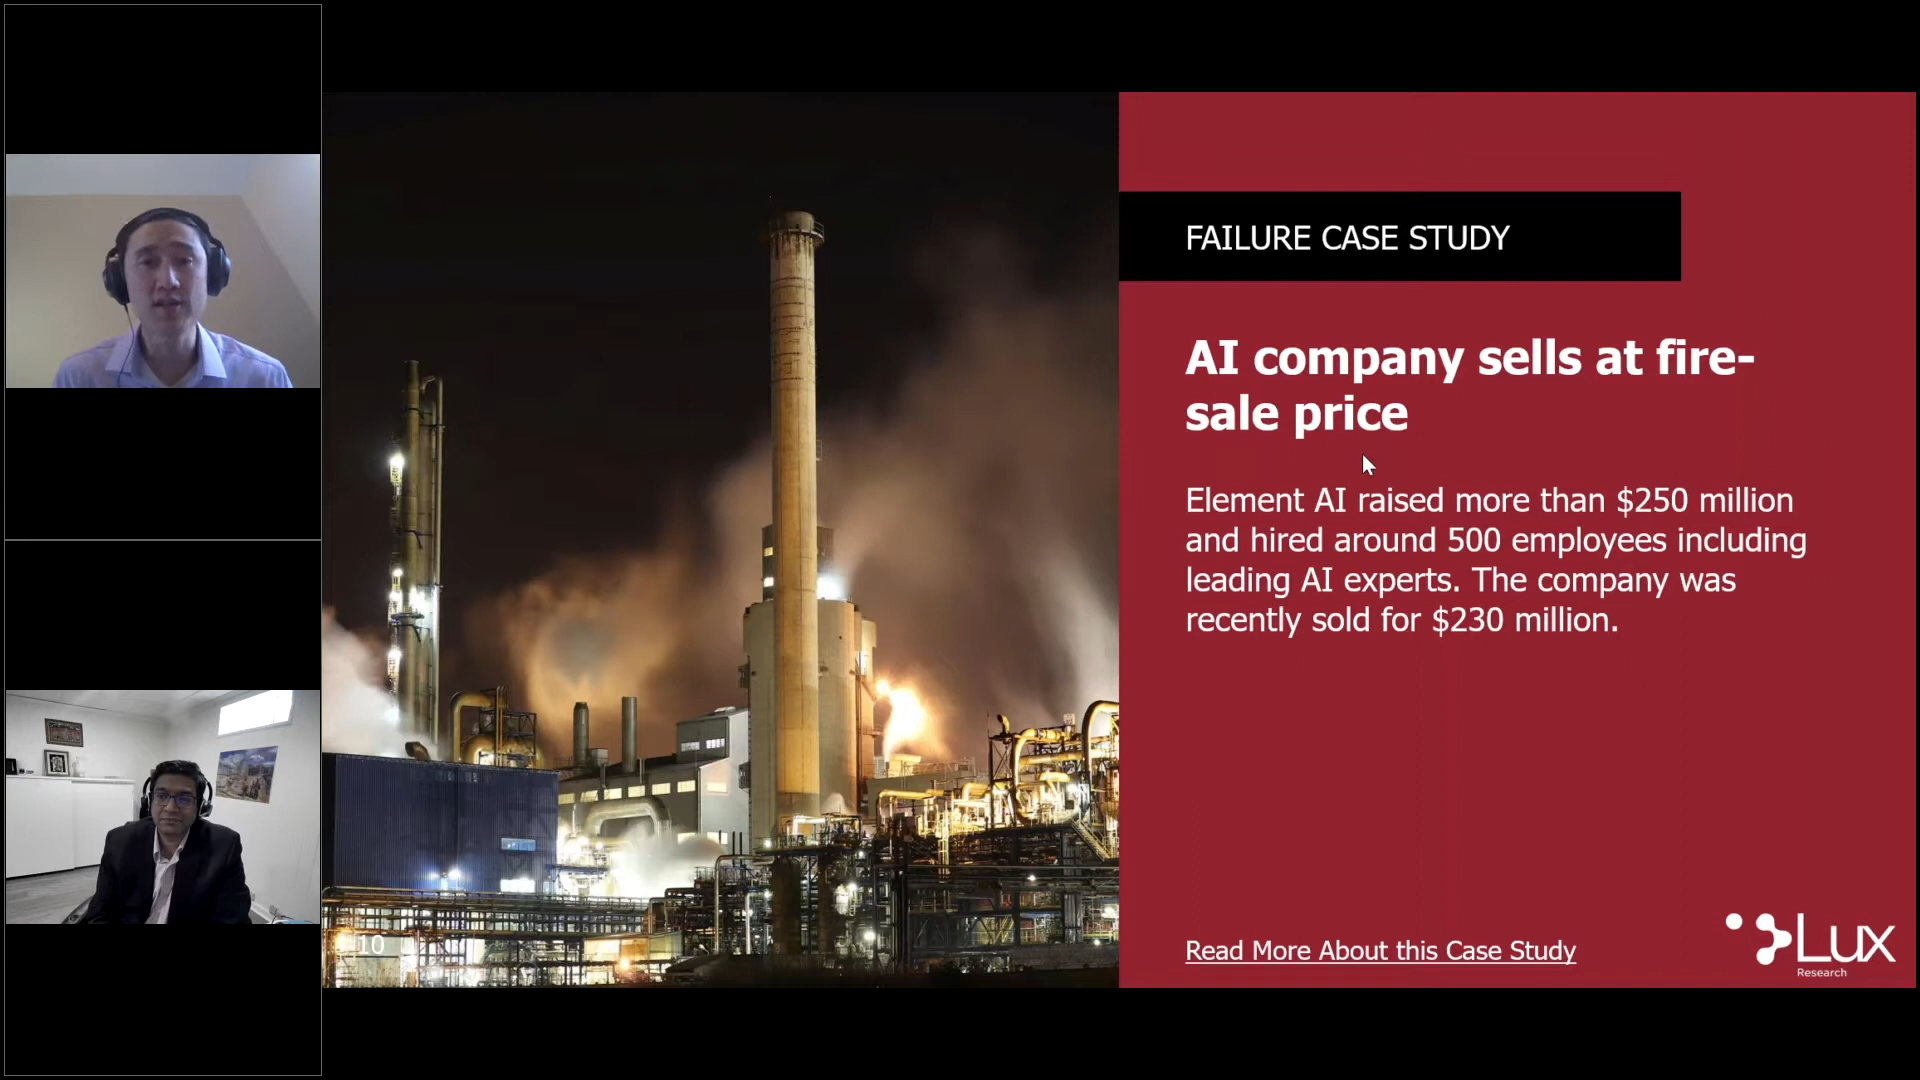 FAILURE CASE STUDY
AI company sells at fire-
sale price
Element AI raised more than $250 million
and hired around 500 employees including
leading AI experts. The company was
recently sold for $230 million.
10
Read More About this Case Study
Lux
Research